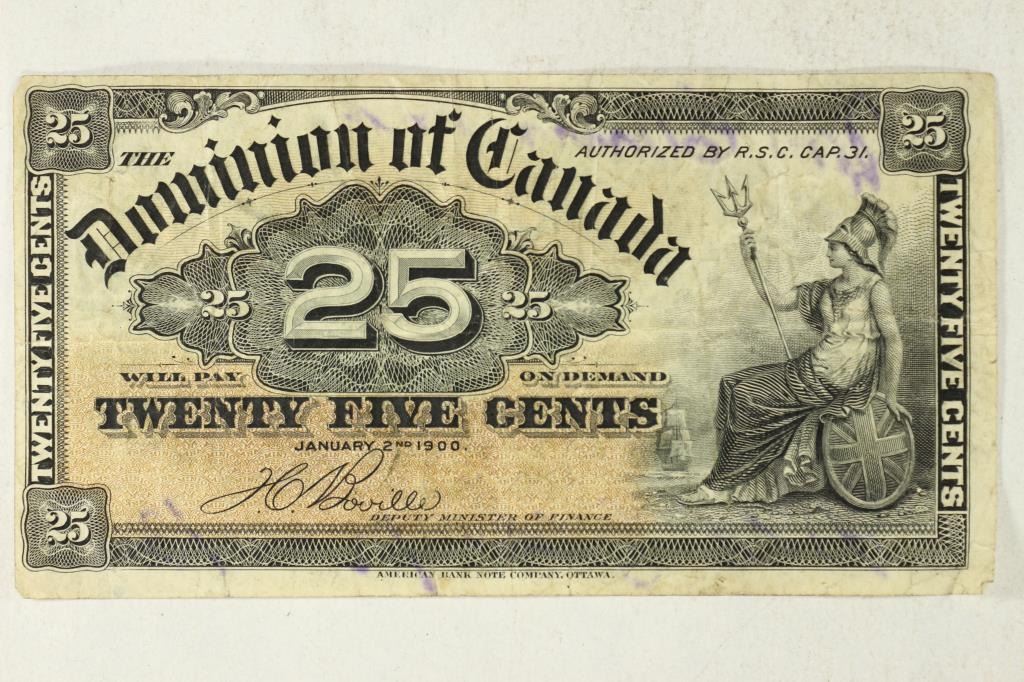 25
25
THE
Dominion of Canada
AUTHORIZED BY R.S.C. CAP. 31.
TWENTY FIVE CENTS
TWENTY FIVE CENTS
25
25
25
WILL PAY
ON DEMAND
TWENTY FIVE CENTS
JANUARY 2ND 1900.
H.C. Boville
DEPUTY MINISTER OF FINANCE
25
AMERICAN BANK NOTE COMPANY, OTTAWA.